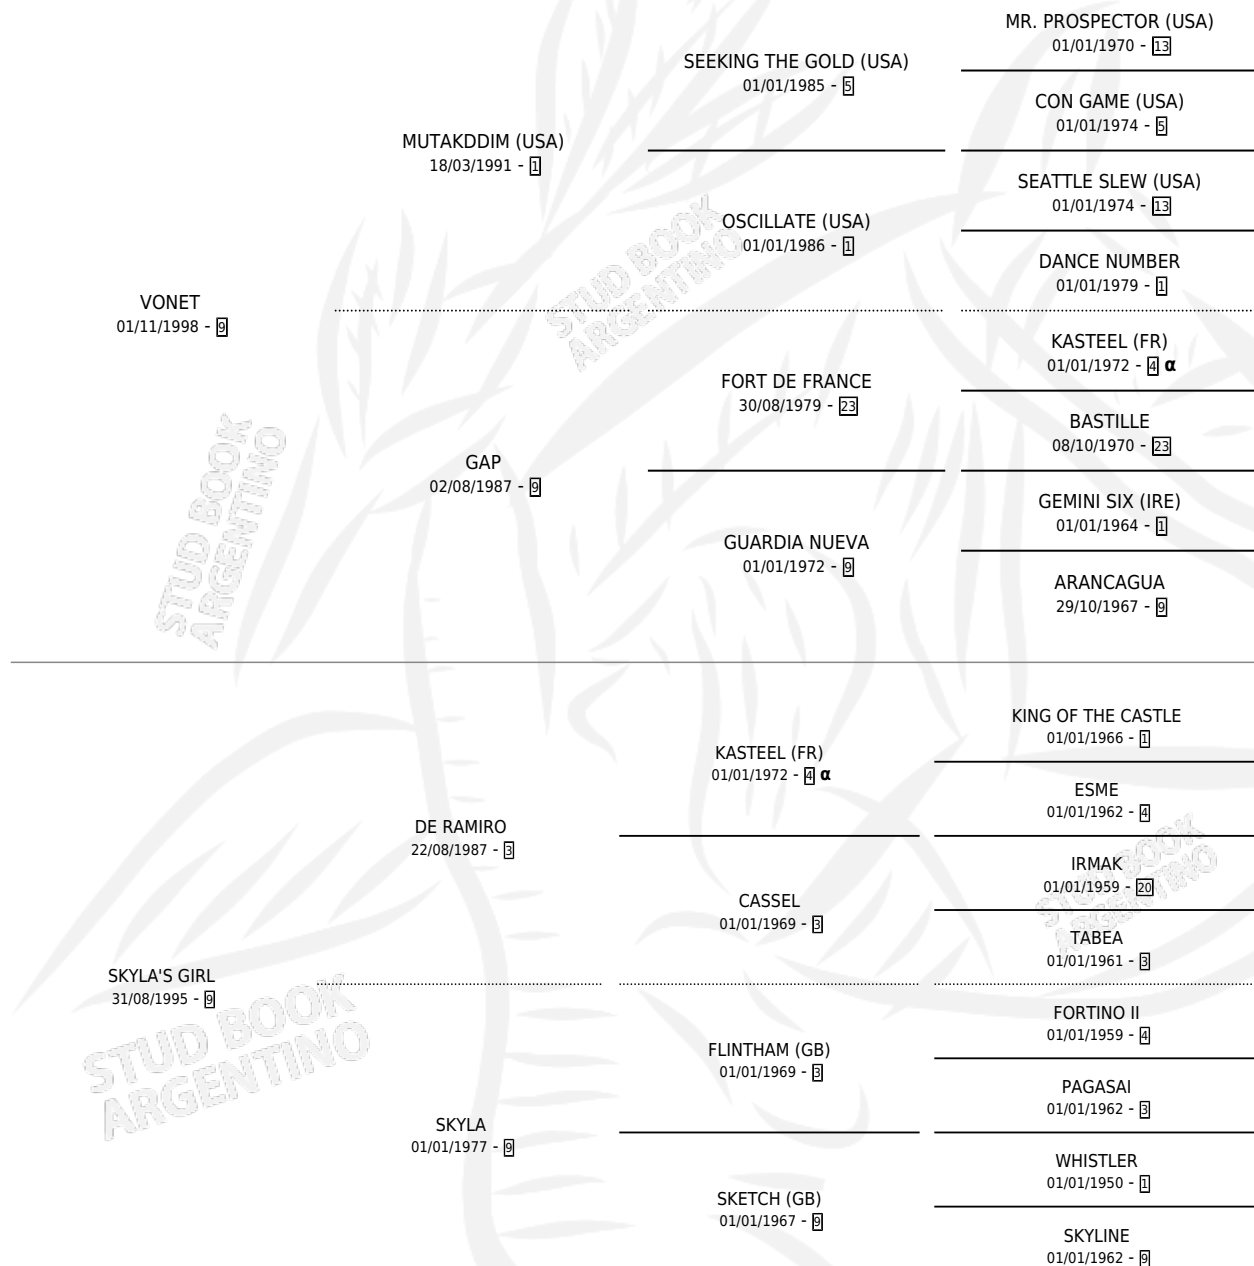 MR. PROSPECTOR (USA)
01/01/1970 - 13
SEEKING THE GOLD (USA)
01/01/1985 - 5
CON GAME (USA)
01/01/1974 - 5
MUTAKDDIM (USA)
18/03/1991 - 1
SEATTLE SLEW (USA)
01/01/1974 - 13
OSCILLATE (USA)
01/01/1986 - 1
DANCE NUMBER
01/01/1979 - 1
VONET
01/11/1998 - 9
STUD BOOK
ARGENTINO
KASTEEL (FR)
01/01/1972 - 4 α
FORT DE FRANCE
30/08/1979 - 23
BASTILLE
08/10/1970 - 23
GAP
02/08/1987 - 9
GEMINI SIX (IRE)
01/01/1964 - 1
GUARDIA NUEVA
01/01/1972 - 9
ARANCAGUA
29/10/1967 - 9
STUD BOOK
ARGENTINO
KING OF THE CASTLE
01/01/1966 - 1
KASTEEL (FR)
01/01/1972 - 4 α
ESME
01/01/1962 - 4
DE RAMIRO
22/08/1987 - 3
IRMAK
01/01/1959 - 20
CASSEL
01/01/1969 - 3
TABEA
01/01/1961 - 3
STUD BOOK
ARGENTINO
SKYLA'S GIRL
31/08/1995 - 9
FORTINO II
01/01/1959 - 4
FLINTHAM (GB)
01/01/1969 - 3
PAGASAI
01/01/1962 - 3
STUD BOOK
ARGENTINO
SKYLA
01/01/1977 - 9
WHISTLER
01/01/1950 - 1
SKETCH (GB)
01/01/1967 - 9
SKYLINE
01/01/1962 - 9